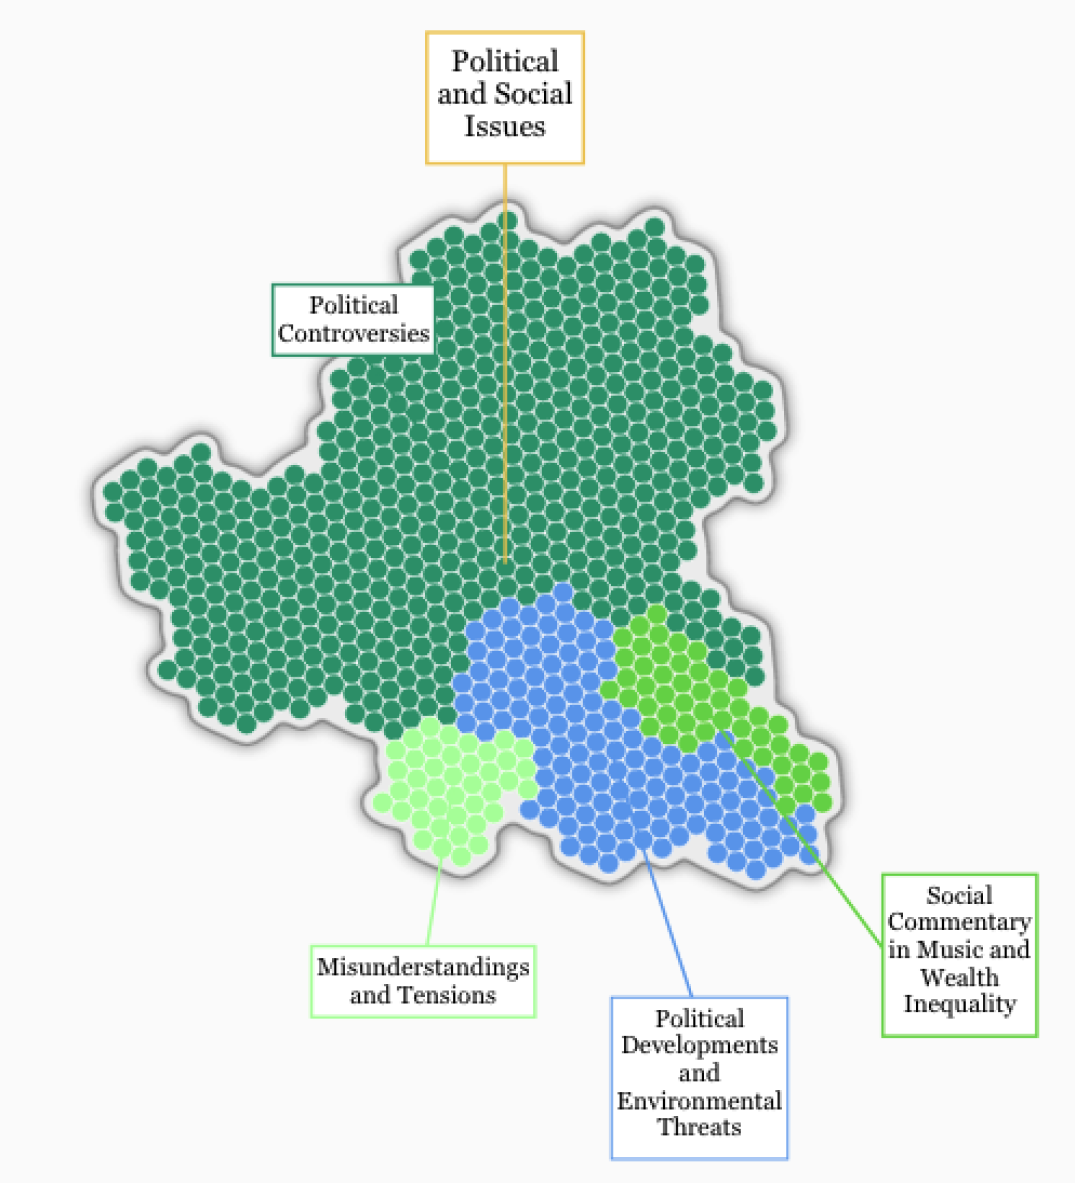 Political
and Social
Issues
Political
Controversies
Social
Commentary
in Music and
Wealth
Inequality
Misunderstandings
and Tensions
Political
Developments
and
Environmental
Threats